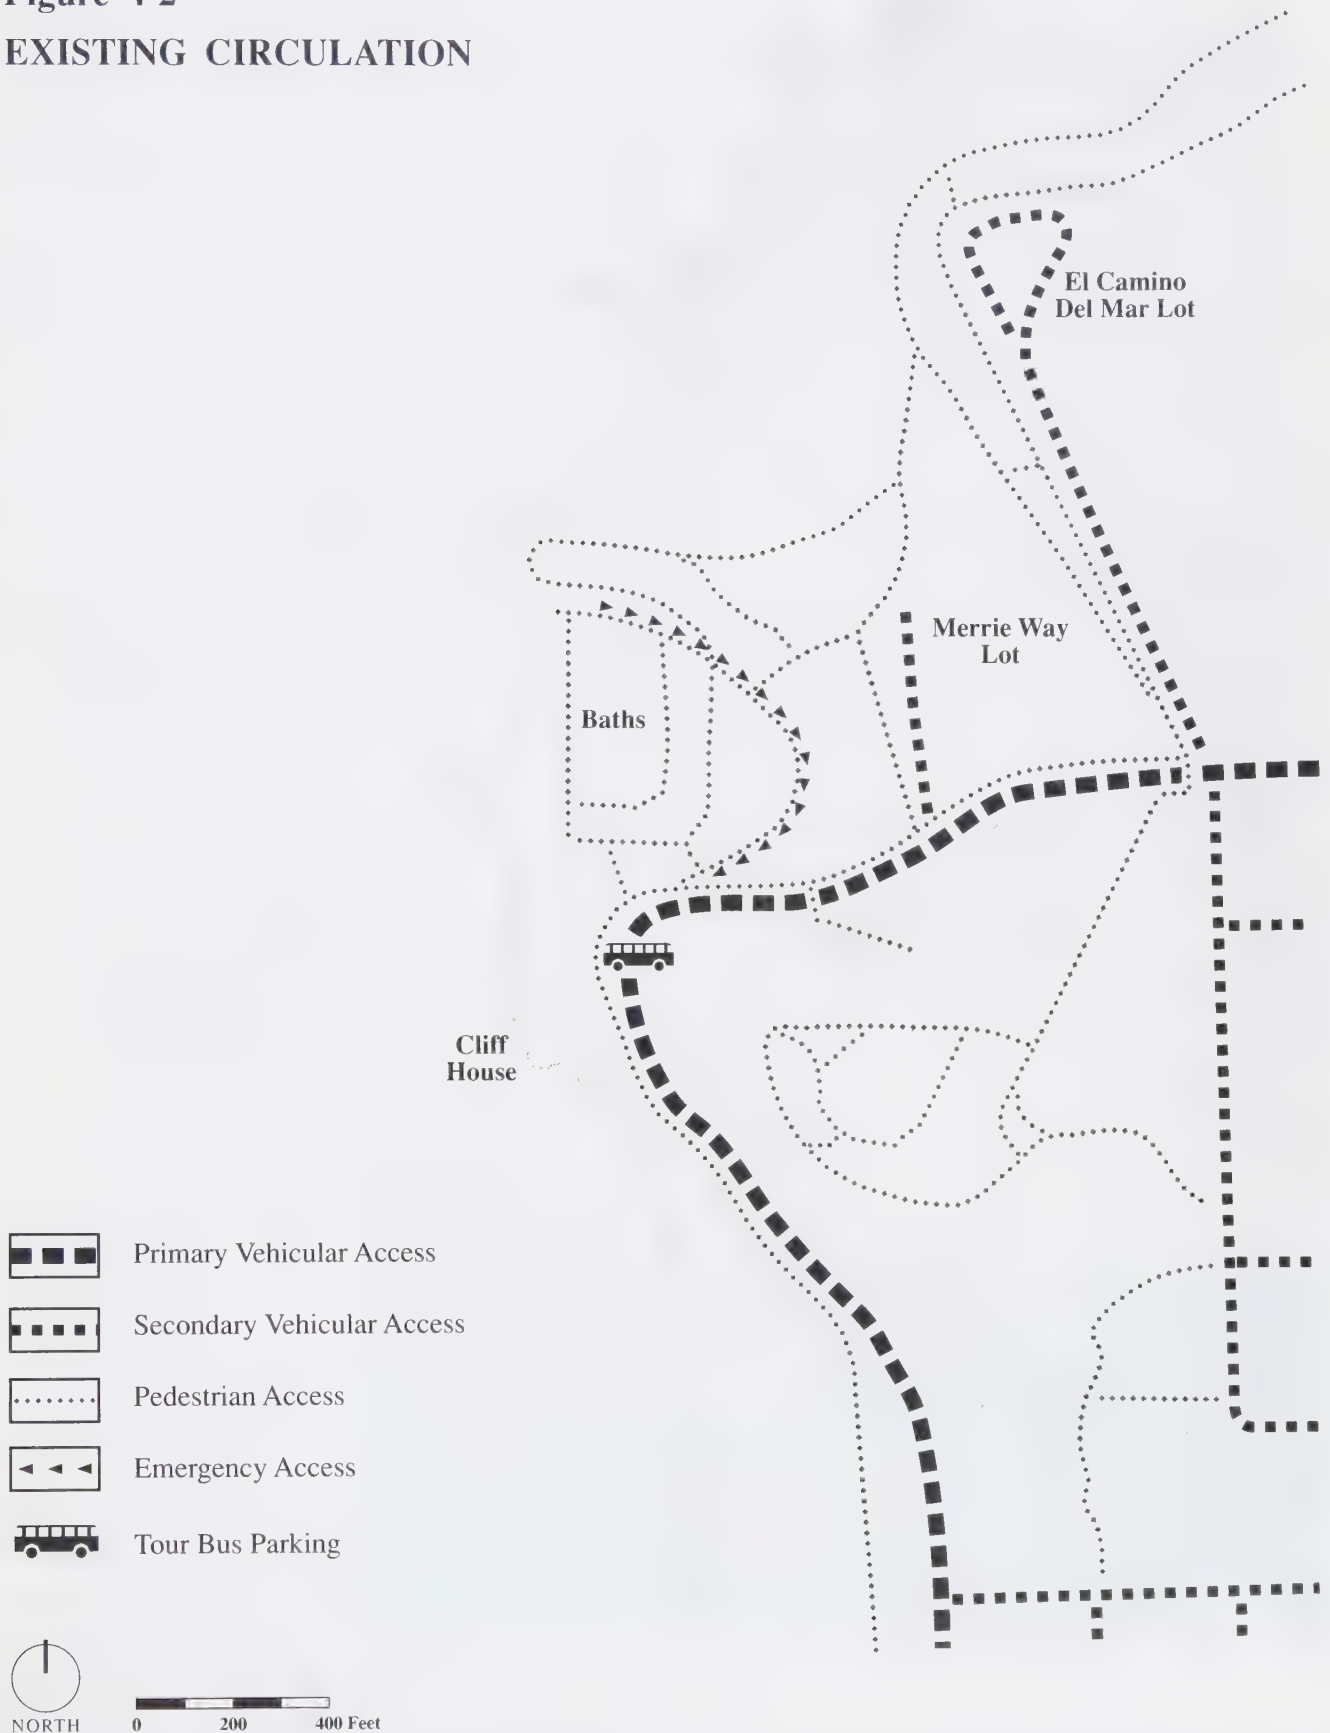 EXISTING CIRCULATION
El Camino
Del Mar Lot
Merrie Way
Lot
Baths
Cliff
House
Primary Vehicular Access
Secondary Vehicular Access
Pedestrian Access
Emergency Access
Tour Bus Parking
NORTH
0 200 400 Feet